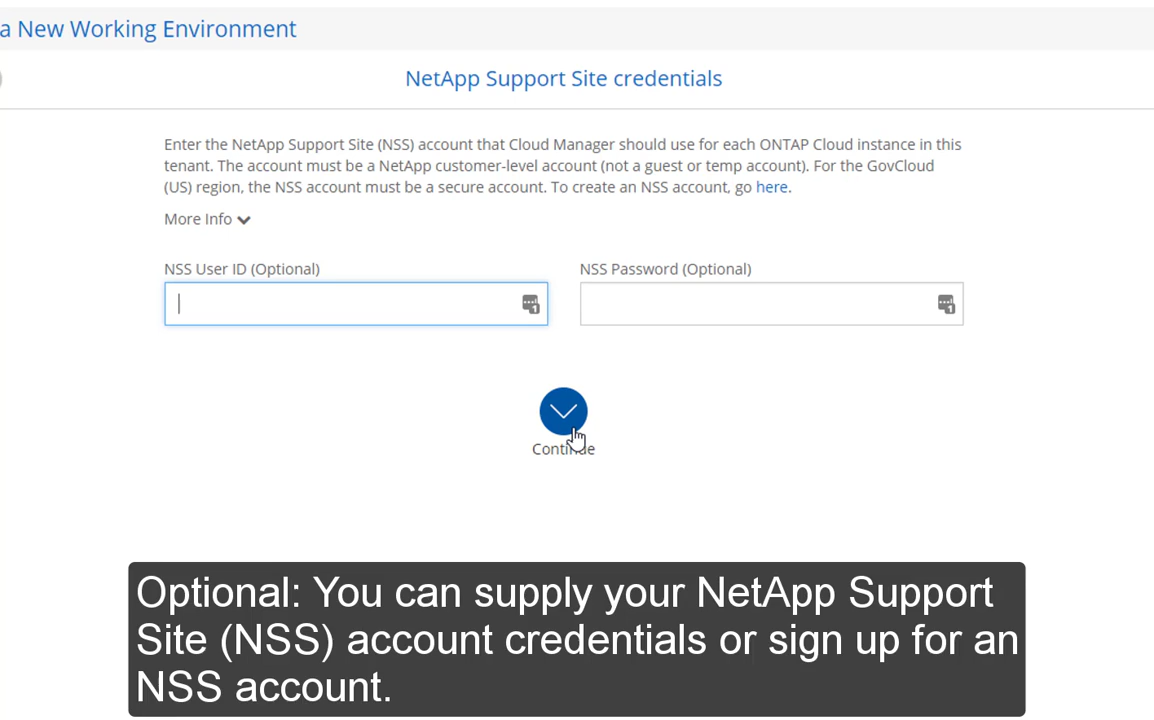 a New Working Environment
NetApp Support Site credentials
Enter the NetApp Support Site (NSS) account that Cloud Manager should use for each ONTAP Cloud instance in this
tenant. The account must be a NetApp customer-level account (not a guest or temp account). For the GovCloud
(US) region, the NSS account must be a secure account. To create an NSS account, go here.
More Info
NSS User ID (Optional)
NSS Password (Optional)
Continue
Optional: You can supply your NetApp Support
Site (NSS) account credentials or sign up for an
NSS account.